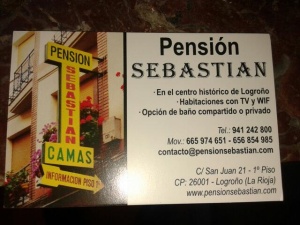 PENSION
SEBASTIAN
CAMAS
INFORMACION PISO 1
Pensión
SEBASTIAN
· En el centro histórico de Logroño
· Habitaciones con TV y WIF
· Opción de baño compartido o privado
Tel.: 941 242 800
Mov.: 665 974 651 - 656 854 985
contacto@pensionsebastian.com
C/ San Juan 21 - 1º Piso
CP: 26001 - Logroño (La Rioja)
www.pensionsebastian.com